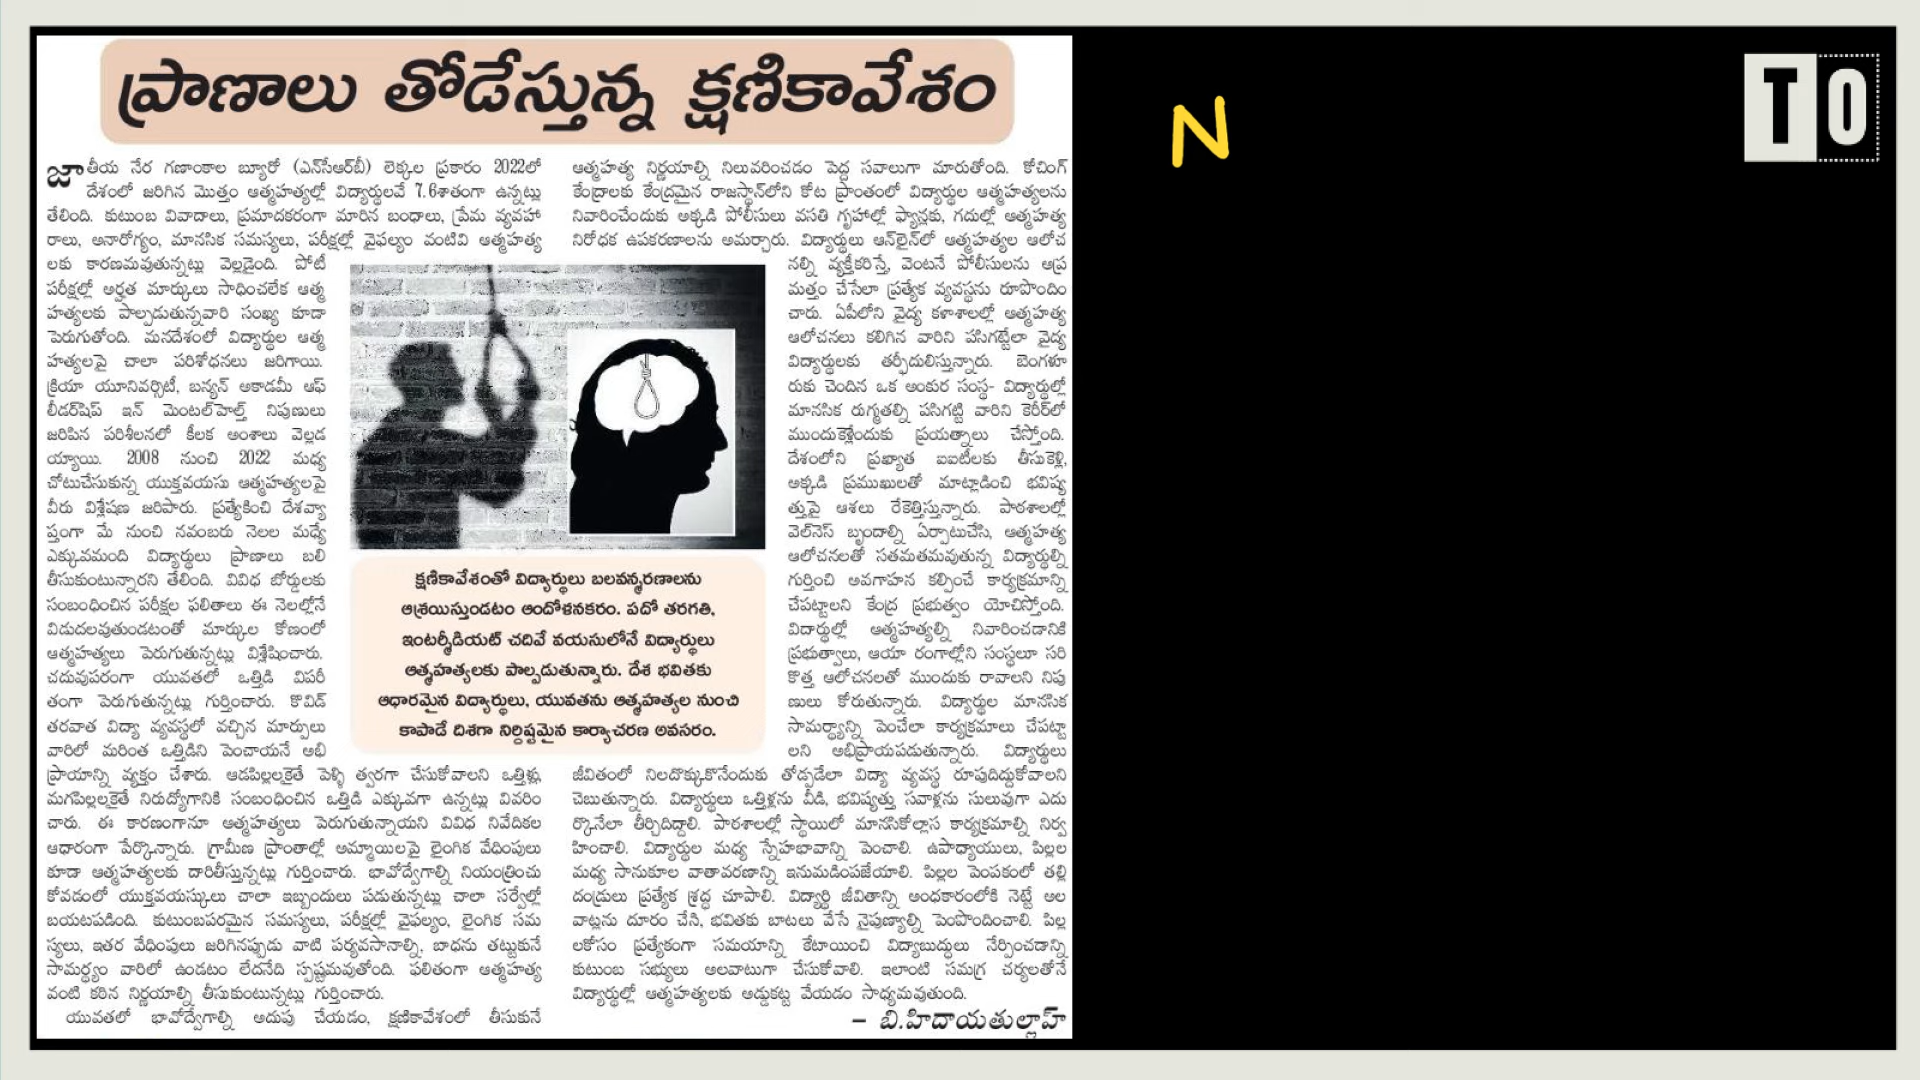 ప్రాణాలు తోడేస్తున్న క్షణికావేశం
జాతీయ నేర గణాంకాల బ్యూరో (ఎన్‌సీఆర్‌బీ) లెక్కల ప్రకారం 2022లో
దేశంలో జరిగిన మొత్తం ఆత్మహత్యల్లో విద్యార్థులవే 7.6శాతంగా ఉన్నట్లు
తేలింది. కుటుంబ వివాదాలు, ప్రమాదకరంగా మారిన బంధాలు, ప్రేమ వ్యవహా
రాలు, అనారోగ్యం, మానసిక సమస్యలు, పరీక్షల్లో వైఫల్యం వంటివి ఆత్మహత్య
లకు కారణమవుతున్నట్లు వెల్లడైంది. పోటీ
పరీక్షల్లో అర్హత మార్కులు సాధించలేక ఆత్మ
హత్యలకు పాల్పడుతున్నవారి సంఖ్య కూడా
పెరుగుతోంది. మనదేశంలో విద్యార్థుల ఆత్మ
హత్యలపై చాలా పరిశోధనలు జరిగాయి.
క్రియా యూనివర్సిటీ, బన్యన్ అకాడమీ ఆఫ్
లీడర్‌షిప్ ఇన్ మెంటల్‌హెల్త్ నిపుణులు
జరిపిన పరిశీలనలో కీలక అంశాలు వెల్లడ
య్యాయి. 2008 నుంచి 2022 మధ్య
చోటుచేసుకున్న యుక్తవయసు ఆత్మహత్యలపై
వీరు విశ్లేషణ జరిపారు. ప్రత్యేకించి దేశవ్యా
ప్తంగా మే నుంచి నవంబరు నెలల మధ్యే
ఎక్కువమంది విద్యార్థులు ప్రాణాలు బలి
తీసుకుంటున్నారని తేలింది. వివిధ బోర్డులకు
సంబంధించిన పరీక్షల ఫలితాలు ఈ నెలల్లోనే
విడుదలవుతుండటంతో మార్కుల కోణంలో
ఆత్మహత్యలు పెరుగుతున్నట్లు విశ్లేషించారు.
చదువుపరంగా యువతలో ఒత్తిడి విపరీ
తంగా పెరుగుతున్నట్లు గుర్తించారు. కొవిడ్
తరవాత విద్యా వ్యవస్థలో వచ్చిన మార్పులు
వారిలో మరింత ఒత్తిడిని పెంచాయనే అభి
ప్రాయాన్ని వ్యక్తం చేశారు. ఆడపిల్లలకైతే పెళ్ళి త్వరగా చేసుకోవాలని ఒత్తిళ్లు,
మగపిల్లలకైతే నిరుద్యోగానికి సంబంధించిన ఒత్తిడి ఎక్కువగా ఉన్నట్లు వివరిం
చారు. ఈ కారణంగానూ ఆత్మహత్యలు పెరుగుతున్నాయని వివిధ నివేదికల
ఆధారంగా పేర్కొన్నారు. గ్రామీణ ప్రాంతాల్లో అమ్మాయిలపై లైంగిక వేధింపులు
కూడా ఆత్మహత్యలకు దారితీస్తున్నట్లు గుర్తించారు. భావోద్వేగాల్ని నియంత్రించు
కోవడంలో యుక్తవయస్కులు చాలా ఇబ్బందులు పడుతున్నట్లు చాలా సర్వేల్లో
బయటపడింది. కుటుంబపరమైన సమస్యలు, పరీక్షల్లో వైఫల్యం, లైంగిక సమ
స్యలు, ఇతర వేధింపులు జరిగినప్పుడు వాటి పర్యవసానాల్ని, బాధను తట్టుకునే
సామర్థ్యం వారిలో ఉండటం లేదనేది స్పష్టమవుతోంది. ఫలితంగా ఆత్మహత్య
వంటి కఠిన నిర్ణయాల్ని తీసుకుంటున్నట్లు గుర్తించారు.
యువతలో భావోద్వేగాల్ని అదుపు చేయడం, క్షణికావేశంలో తీసుకునే
క్షణికావేశంతో విద్యార్థులు బలవన్మరణాలను
ఆశ్రయిస్తుండటం ఆందోళనకరం. పదో తరగతి,
ఇంటర్మీడియట్ చదివే వయసులోనే విద్యార్థులు
ఆత్మహత్యలకు పాల్పడుతున్నారు. దేశ భవితకు
ఆధారమైన విద్యార్థులు, యువతను ఆత్మహత్యల నుంచి
కాపాడే దిశగా నిర్దిష్టమైన కార్యాచరణ అవసరం.
ఆత్మహత్య నిర్ణయాల్ని నిలువరించడం పెద్ద సవాలుగా మారుతోంది. కోచింగ్
కేంద్రాలకు కేంద్రమైన రాజస్థాన్‌లోని కోట ప్రాంతంలో విద్యార్థుల ఆత్మహత్యలను
నివారించేందుకు అక్కడి పోలీసులు వసతి గృహాల్లో ఫ్యాన్లకు, గదుల్లో ఆత్మహత్య
నిరోధక ఉపకరణాలను అమర్చారు. విద్యార్థులు ఆన్‌లైన్‌లో ఆత్మహత్యల ఆలోచ
నల్ని వ్యక్తీకరిస్తే, వెంటనే పోలీసులను అప్ర
మత్తం చేసేలా ప్రత్యేక వ్యవస్థను రూపొందిం
చారు. ఏపీలోని వైద్య కళాశాలల్లో ఆత్మహత్య
ఆలోచనలు కలిగిన వారిని పసిగట్టేలా వైద్య
విద్యార్థులకు తర్ఫీదులిస్తున్నారు. బెంగళూ
రుకు చెందిన ఒక అంకుర సంస్థ- విద్యార్థుల్లో
మానసిక రుగ్మతల్ని పసిగట్టి వారిని కెరీర్‌లో
ముందుకెళ్లేందుకు ప్రయత్నాలు చేస్తోంది.
దేశంలోని ప్రఖ్యాత ఐఐటీలకు తీసుకెళ్లి,
అక్కడి ప్రముఖులతో మాట్లాడించి భవిష్య
త్తుపై ఆశలు రేకెత్తిస్తున్నారు. పాఠశాలల్లో
వెల్‌నెస్ బృందాల్ని ఏర్పాటుచేసి, ఆత్మహత్య
ఆలోచనలతో సతమతమవుతున్న విద్యార్థుల్ని
గుర్తించి అవగాహన కల్పించే కార్యక్రమాన్ని
చేపట్టాలని కేంద్ర ప్రభుత్వం యోచిస్తోంది.
విదార్థుల్లో ఆత్మహత్యల్ని నివారించడానికి
ప్రభుత్వాలు, ఆయా రంగాల్లోని సంస్థలూ సరి
కొత్త ఆలోచనలతో ముందుకు రావాలని నిపు
ణులు కోరుతున్నారు. విద్యార్థుల మానసిక
సామర్థ్యాన్ని పెంచేలా కార్యక్రమాలు చేపట్టా
లని అభిప్రాయపడుతున్నారు. విద్యార్థులు
జీవితంలో నిలదొక్కుకొనేందుకు తోడ్పడేలా విద్యా వ్యవస్థ రూపుదిద్దుకోవాలని
చెబుతున్నారు. విద్యార్థులు ఒత్తిళ్లను వీడి, భవిష్యత్తు సవాళ్లను సులువుగా ఎదు
ర్కొనేలా తీర్చిదిద్దాలి. పాఠశాలల్లో స్థాయిలో మానసికోల్లాస కార్యక్రమాల్ని నిర్వ
హించాలి. విద్యార్థుల మధ్య స్నేహభావాన్ని పెంచాలి. ఉపాధ్యాయులు, పిల్లల
మధ్య సానుకూల వాతావరణాన్ని ఇనుమడింపజేయాలి. పిల్లల పెంపకంలో తల్లి
దండ్రులు ప్రత్యేక శ్రద్ధ చూపాలి. విద్యార్థి జీవితాన్ని అంధకారంలోకి నెట్టే అల
వాట్లను దూరం చేసి, భవితకు బాటలు వేసే నైపుణ్యాల్ని పెంపొందించాలి. పిల్ల
లకోసం ప్రత్యేకంగా సమయాన్ని కేటాయించి విద్యాబుద్ధులు నేర్పించడాన్ని
కుటుంబ సభ్యులు అలవాటుగా చేసుకోవాలి. ఇలాంటి సమగ్ర చర్యలతోనే
విద్యార్థుల్లో ఆత్మహత్యలకు అడ్డుకట్ట వేయడం సాధ్యమవుతుంది.
– బి.హిదాయతుల్లాహ్
N
TO